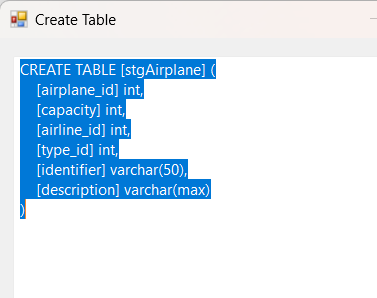 Create Table
CREATE TABLE [stgAirplane] (
    [airplane_id] int,
    [capacity] int,
    [airline_id] int,
    [type_id] int,
    [identifier] varchar(50),
    [description] varchar(max)
)